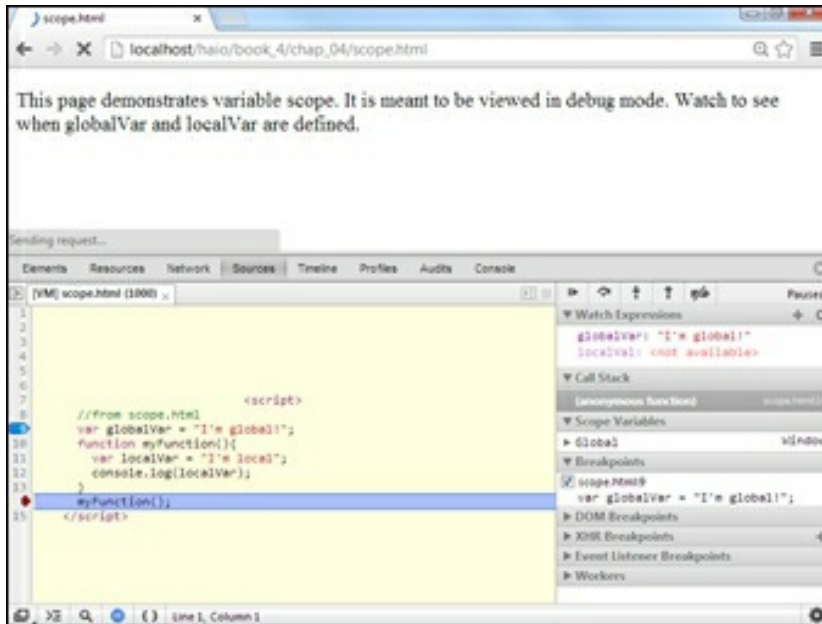 scope.html
localhost/haio/book_4/chap_04/scope.html
This page demonstrates variable scope. It is meant to be viewed in debug mode. Watch to see
when globalVar and localVar are defined.
Sending request...
Elements Resources Network Sources Timeline Profiles Audits Console
[VM] scope.html (1000)
Paused
1
2
3
4
5
6
7 <script>
8 //from scope.html
var globalVar = "I'm global!";
10 function myFunction(){
11 var localVar = "I'm local";
12 console.log(localVar);
13 }
myFunction();
15 </script>
Watch Expressions
globalVar: "I'm global!"
<not available>
Call Stack
(anonymous function)
Scope Variables
Global Window
Breakpoints
scope.html:9
var globalVar = "I'm global!";
DOM Breakpoints
XHR Breakpoints
Event Listener Breakpoints
Workers
{ } Line 1, Column 1